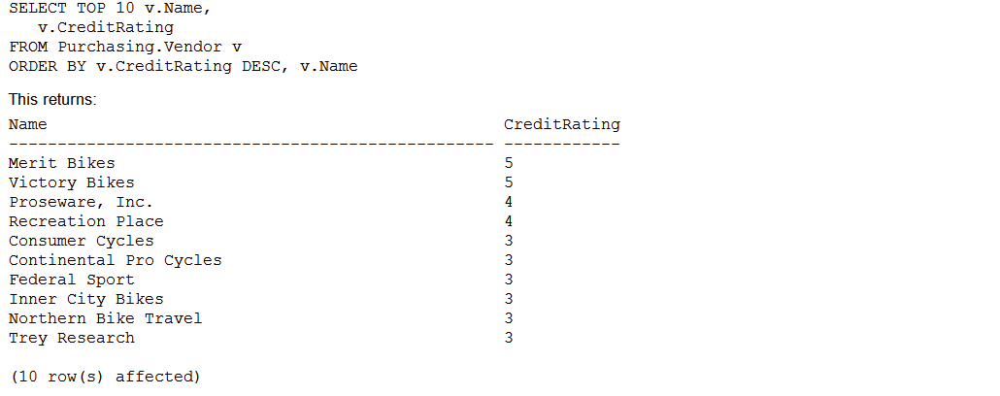 SELECT TOP 10 v.Name,
v.CreditRating
FROM Purchasing.Vendor v
ORDER BY v.CreditRating DESC, v.Name
This returns:
Name CreditRating
-------------------------------------------------- ------------
Merit Bikes 5
Victory Bikes 5
Proseware, Inc. 4
Recreation Place 4
Consumer Cycles 3
Continental Pro Cycles 3
Federal Sport 3
Inner City Bikes 3
Northern Bike Travel 3
Trey Research 3
(10 row(s) affected)